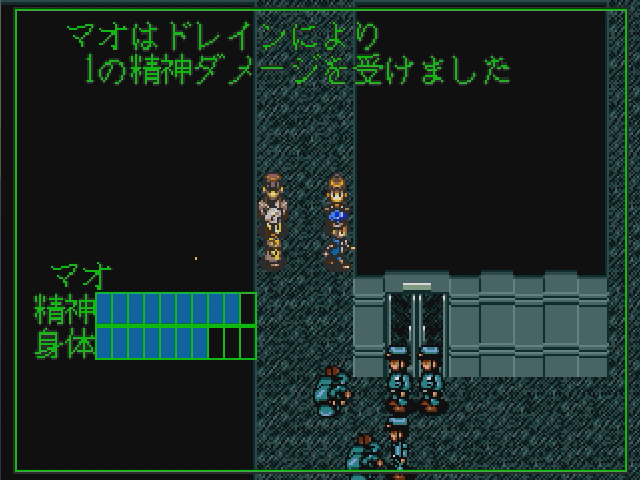 マオはドレインにより
1の精神ダメージを受けました
マオ
精神
身体